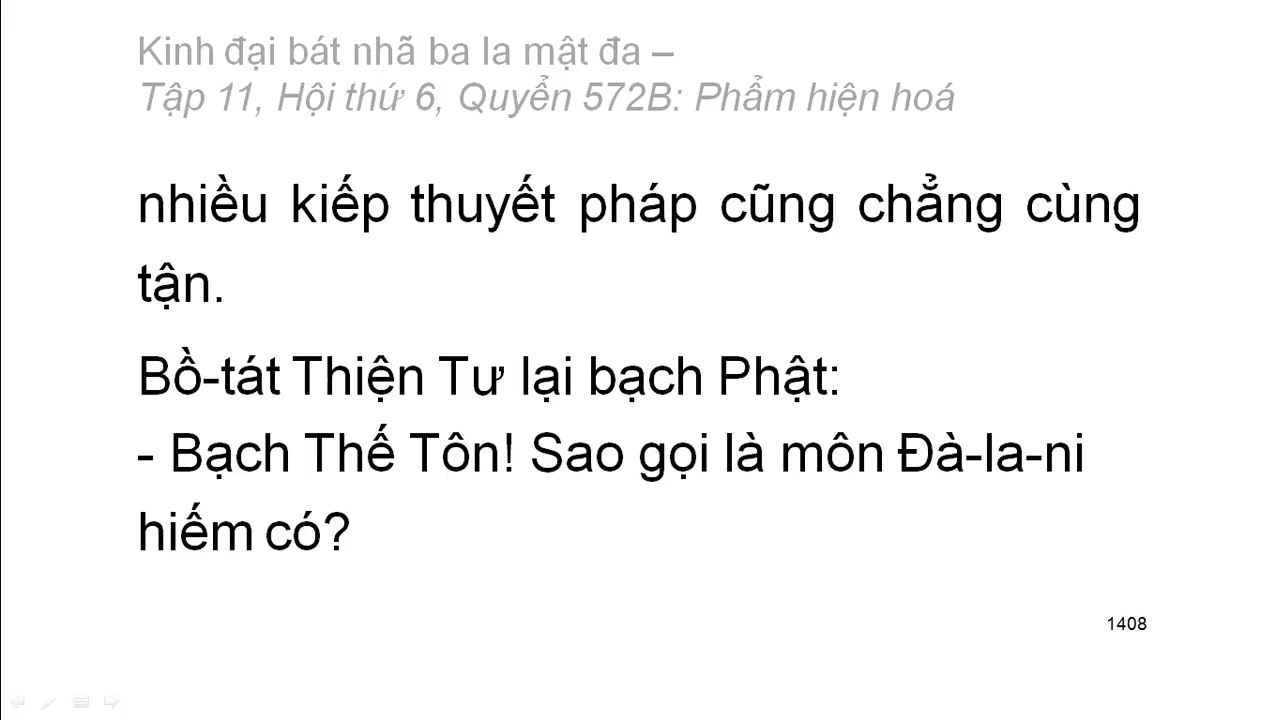 Kinh đại bát nhã ba la mật đa –
Tập 11, Hội thứ 6, Quyển 572B: Phẩm hiện hoá
nhiều kiếp thuyết pháp cũng chẳng cùng
tận.
Bồ-tát Thiện Tư lại bạch Phật:
- Bạch Thế Tôn! Sao gọi là môn Đà-la-ni
hiếm có?
1408